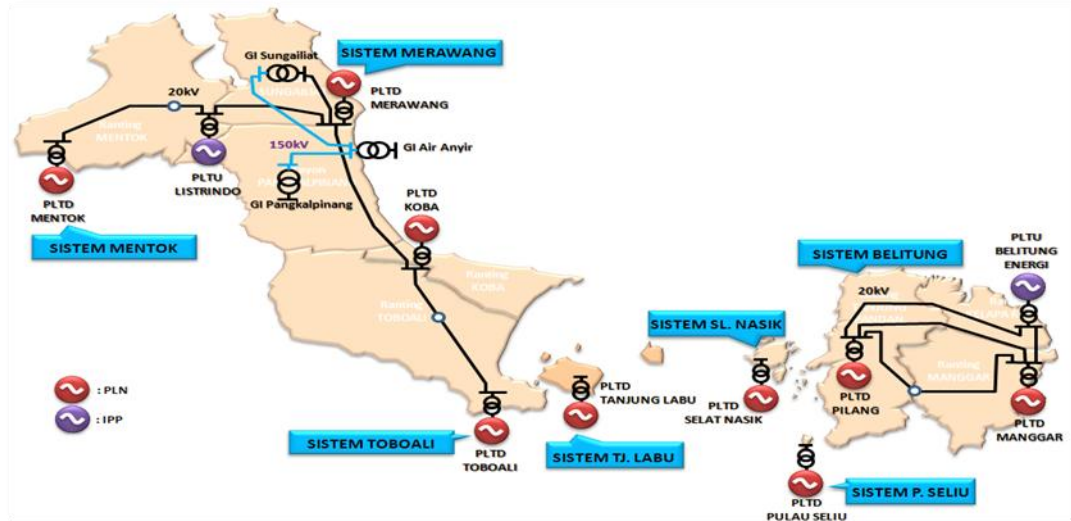 GI Sungailiat
SISTEM MERAWANG
PLTD
MERAWANG
20kV
Ranting
MENTOK
150kV
GI Air Anyir
PLTU
LISTRINDO
GI Pangkalpinang
PLTD
MENTOK
SISTEM MENTOK
PLTD
KOBA
Ranting
KOBA
Ranting
TOBOALI
: PLN
: IPP
SISTEM TOBOALI
PLTD
TOBOALI
PLTD
TANJUNG LABU
SISTEM TJ. LABU
SISTEM SL. NASIK
PLTD
SELAT NASIK
SISTEM BELITUNG
PLTU
BELITUNG
ENERGI
20kV
Ranting
MANGGAR
PLTD
PILANG
PLTD
MANGGAR
PLTD
PULAU SELIU
SISTEM P. SELIU